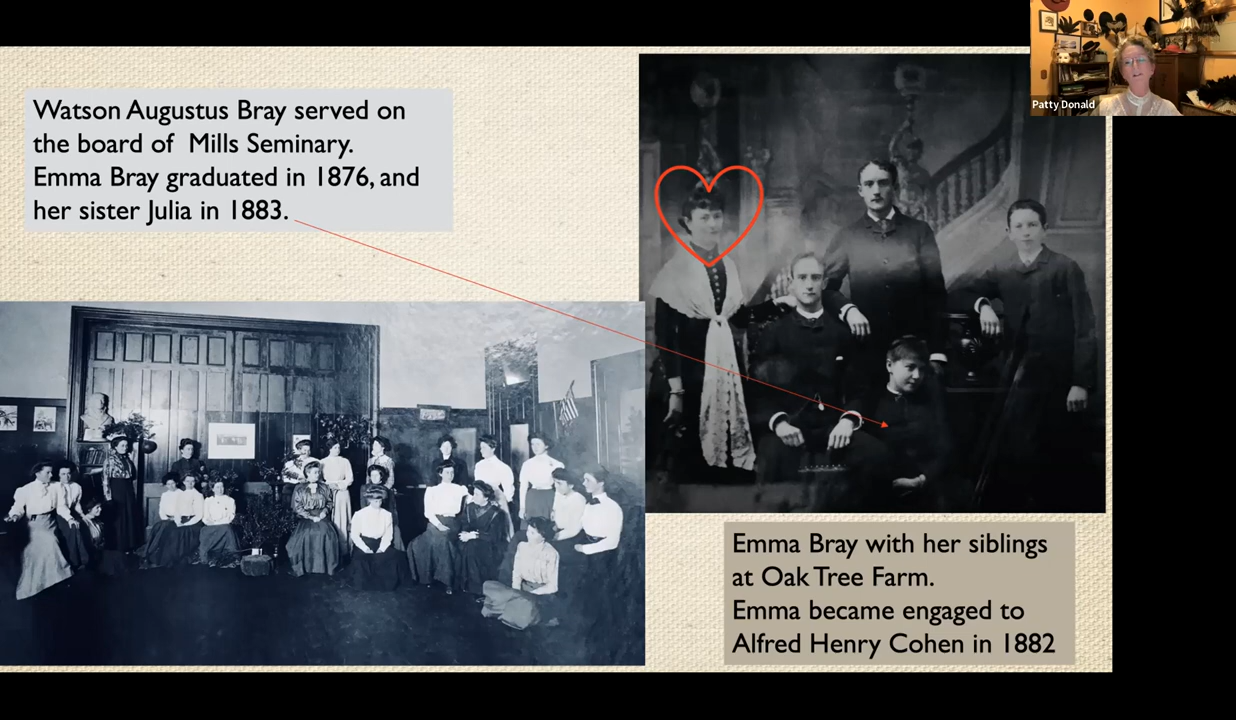 Watson Augustus Bray served on
the board of Mills Seminary.
Emma Bray graduated in 1876, and
her sister Julia in 1883.
Emma Bray with her siblings
at Oak Tree Farm.
Emma became engaged to
Alfred Henry Cohen in 1882
Patty Donald